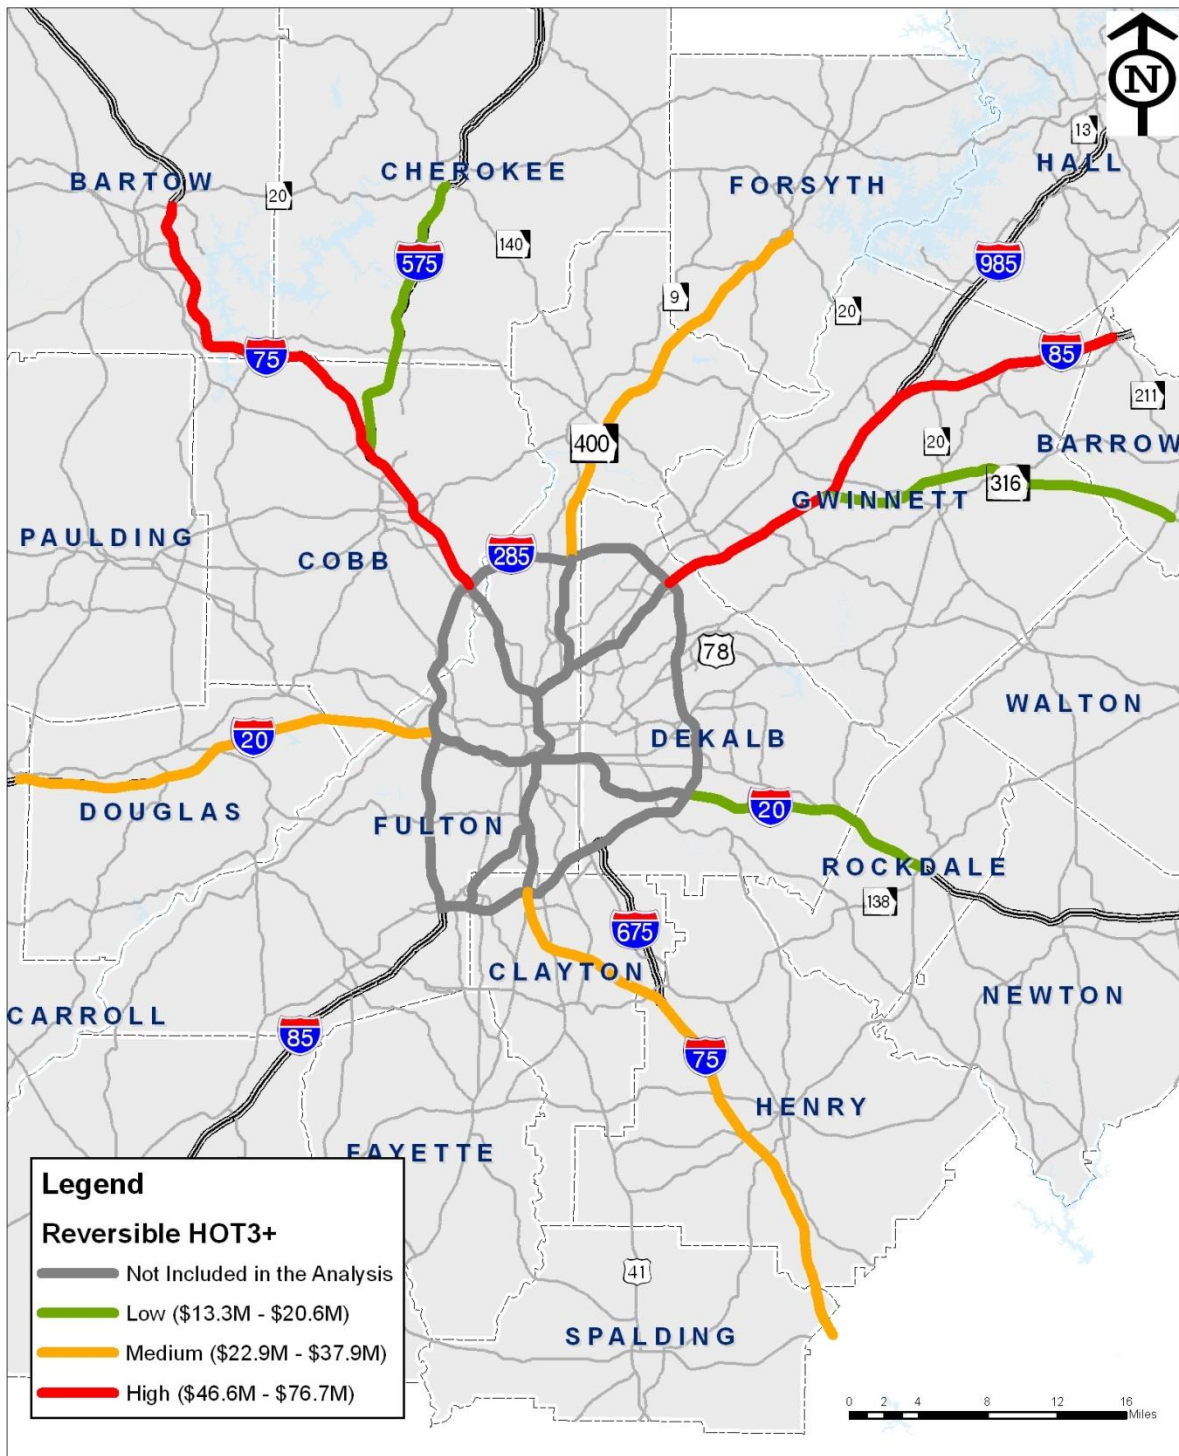 N
13
HALL
CHEROKEE
BARTOW
FORSYTH
20
140
575
985
9
20
75
85
211
400
20
BARROW
316
GWINNETT
PAULDING
COBB
285
78
WALTON
20
DEKALB
DOUGLAS
FULTON
20
ROCKDALE
138
675
CLAYTON
NEWTON
CARROLL
85
75
HENRY
FAYETTE
Legend
Reversible HOT3+
Not Included in the Analysis
Low ($13.3M - $20.6M)
Medium ($22.9M - $37.9M)
High ($46.6M - $76.7M)
41
SPALDING
0 2 4 8 12 16
Miles